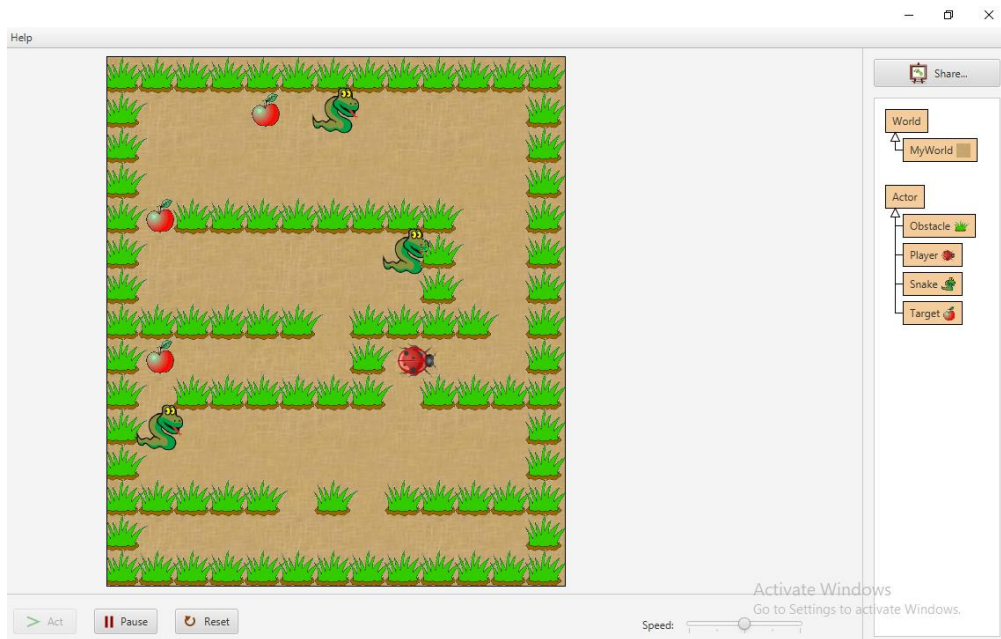 Help
Share...
World
MyWorld
Actor
Obstacle
Player
Snake
Target
Act
Pause
Reset
Speed:
Activate Windows
Go to Settings to activate Windows.